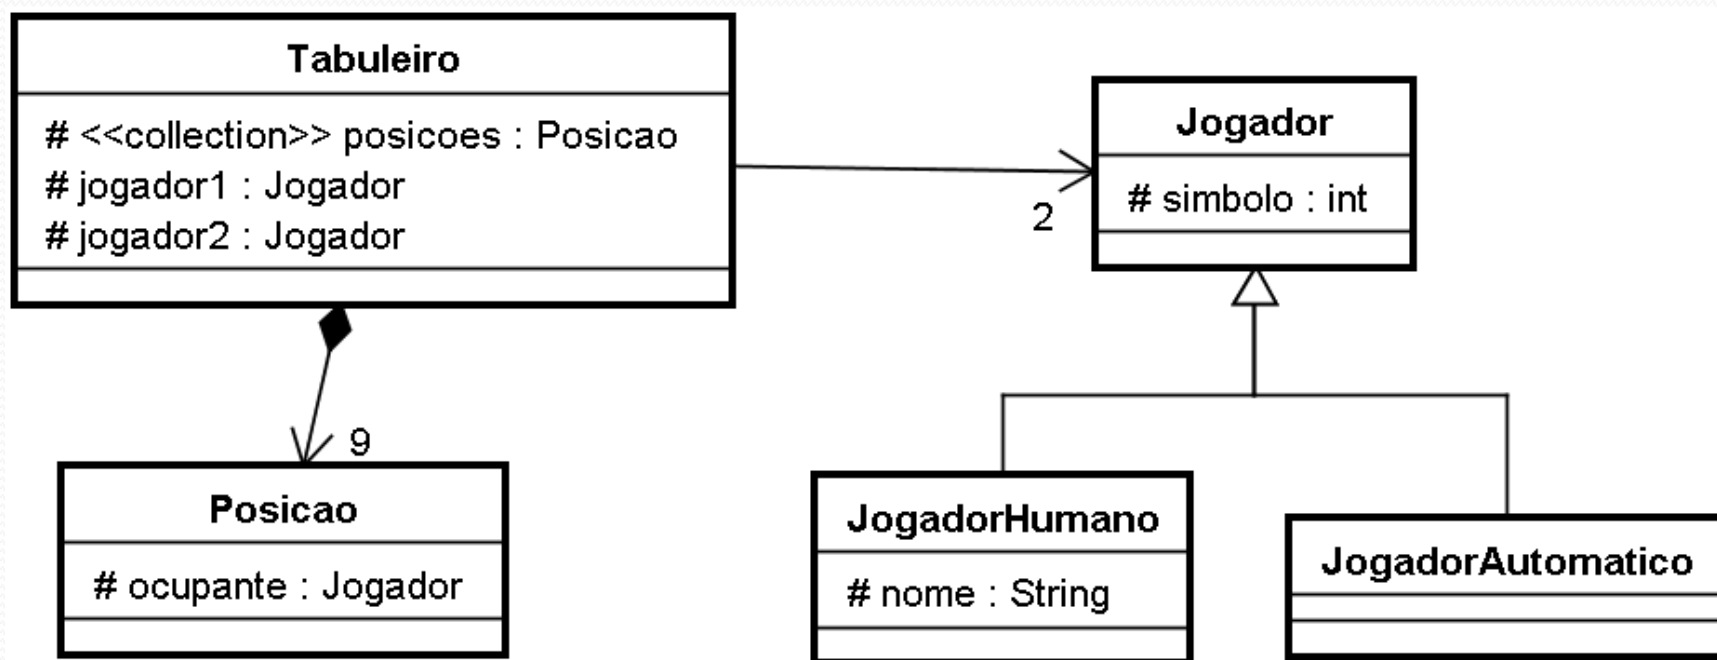 Tabuleiro
# <<collection>> posicoes : Posicao
# jogador1 : Jogador
# jogador2 : Jogador
Jogador
# simbolo : int
2
9
Posicao
# ocupante : Jogador
JogadorHumano
# nome : String
JogadorAutomatico